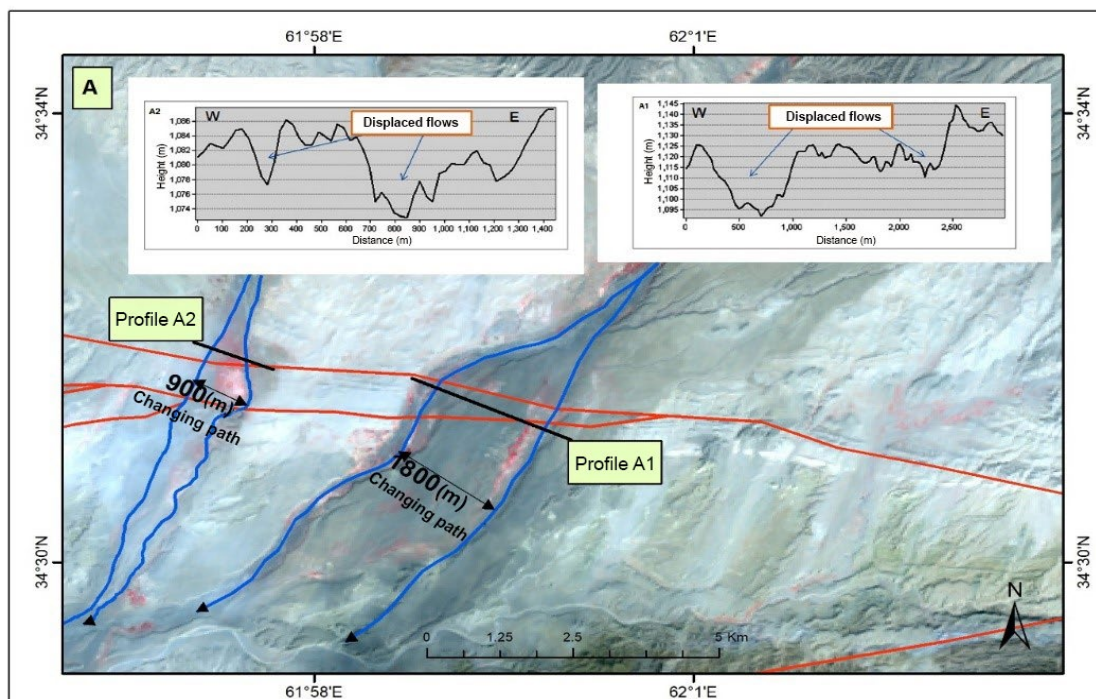 61°58'E
62°1'E
A
34°34'N
34°34'N
A2
W
E
Displaced flows
Height (m)
1,086
1,084
1,080
1,078
1,076
1,074
0
100
200
300
400
500
600
700
800
900
1,000
1,100
1,200
1,300
1,400
Distance (m)
A1
W
E
Displaced flows
Height (m)
1,145
1,140
1,135
1,130
1,125
1,120
1,115
1,110
1,105
1,100
1,095
0
500
1,000
1,500
2,000
2,500
Distance (m)
Profile A2
900(m)
Changing path
Profile A1
1800(m)
Changing path
34°30'N
34°30'N
N
0
1.25
2.5
5 Km
61°58'E
62°1'E